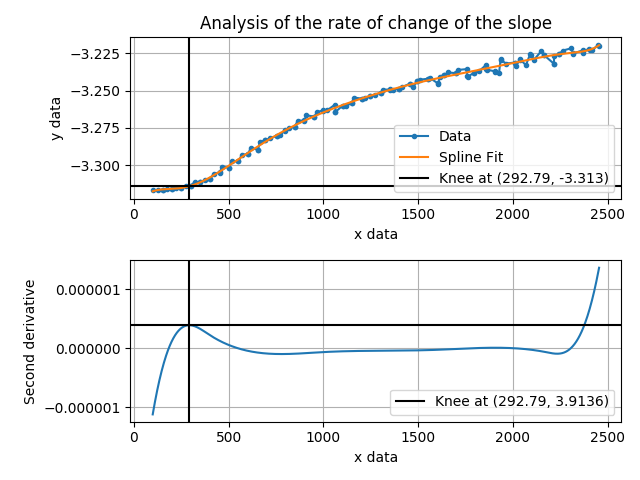 Analysis of the rate of change of the slope
y data
−3.225
−3.250
−3.275
−3.300
Data
Spline Fit
Knee at (292.79, -3.313)
0
500
1000
1500
2000
2500
x data
Second derivative
0.000001
0.000000
−0.000001
Knee at (292.79, 3.9136)
0
500
1000
1500
2000
2500
x data